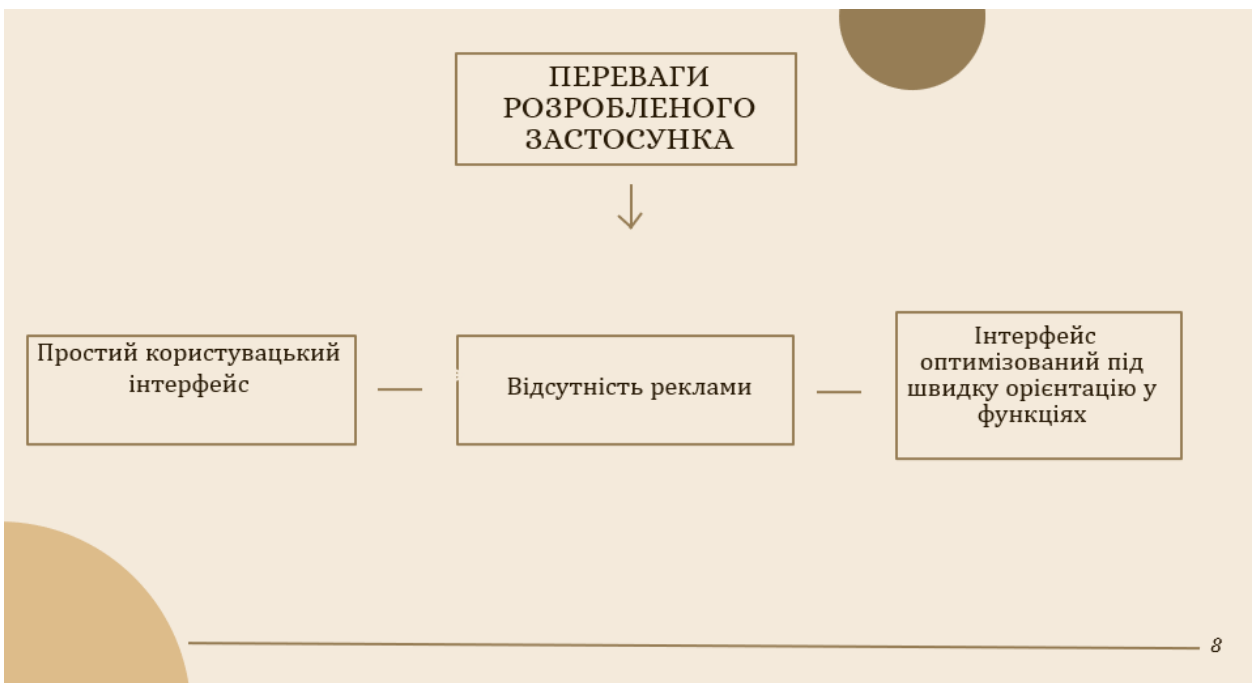 ПЕРЕВАГИ
РОЗРОБЛЕНОГО
ЗАСТОСУНКА
Простий користувацький
інтерфейс
Відсутність реклами
Інтерфейс
оптимізований під
швидку орієнтацію у
функціях
8